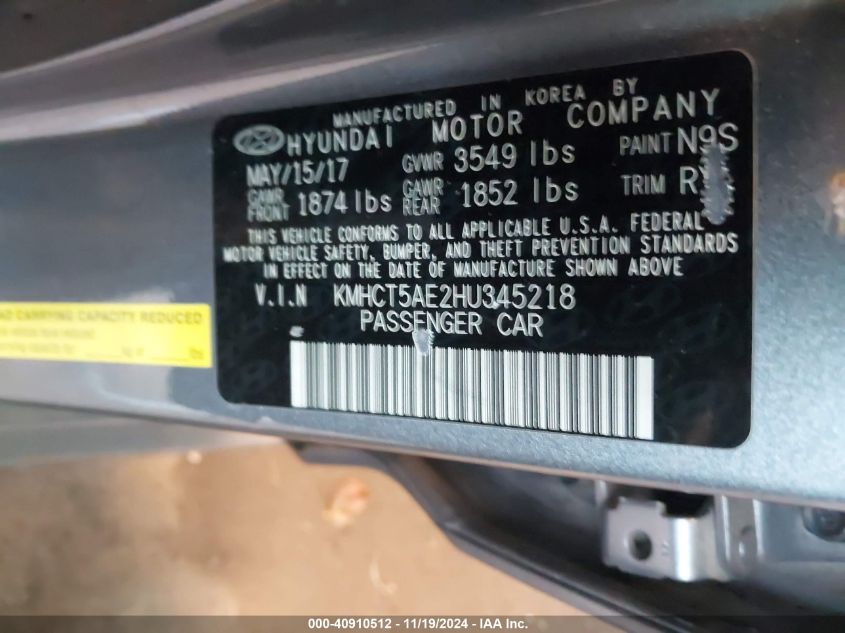 MANUFACTURED IN KOREA BY
HYUNDAI MOTOR COMPANY
MAY/15/17 GVWR 3549 lbs PAINT N9S
GAWR FRONT 1874 lbs GAWR REAR 1852 lbs TRIM
THIS VEHICLE CONFORMS TO ALL APPLICABLE U.S.A. FEDERAL
MOTOR VEHICLE SAFETY, BUMPER, AND THEFT PREVENTION STANDARDS
IN EFFECT ON THE DATE OF MANUFACTURE SHOWN ABOVE
V.I.N KMHCT5AE2HU345218
PASSENGER CAR
CARRYING CAPACITY REDUCED
000-40910512 - 11/19/2024 - IAA Inc.